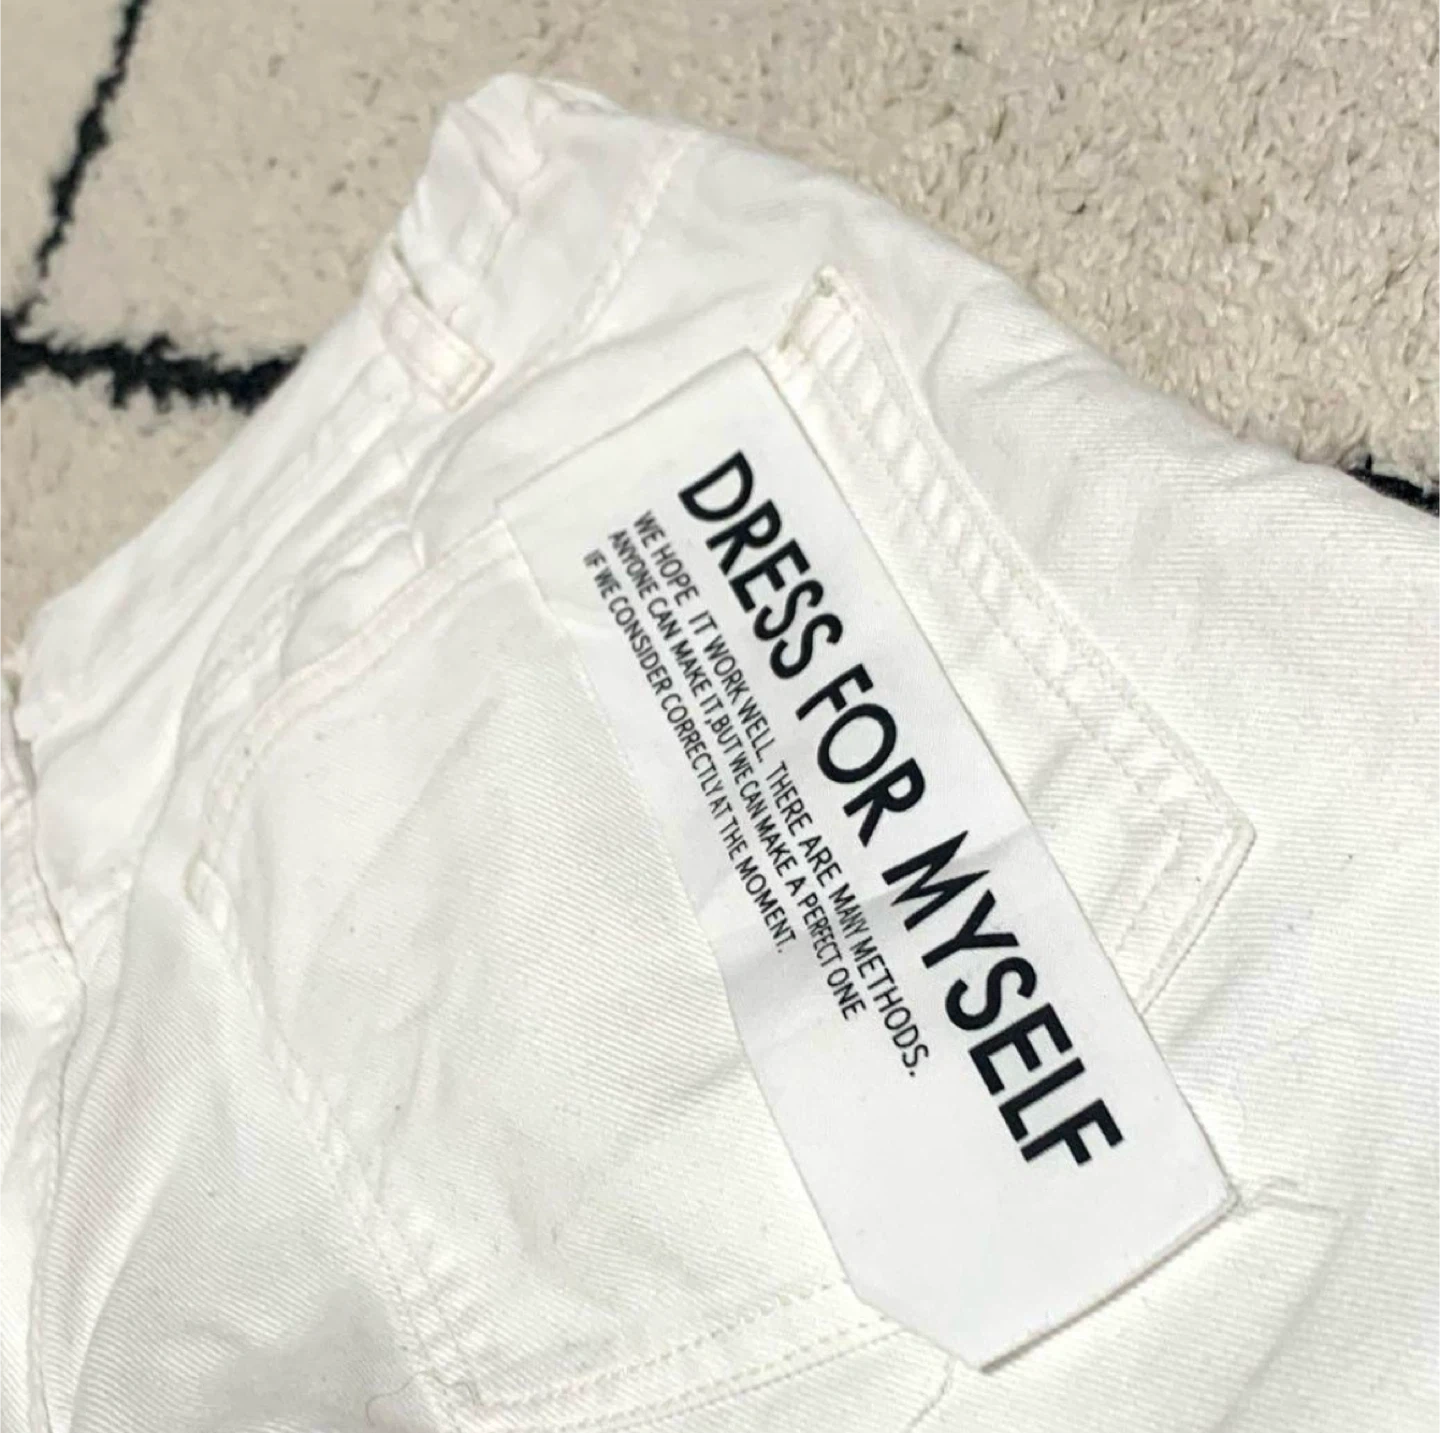 DRESS FOR MYSELF
WE HOPE IT WORK WELL. THERE ARE MANY METHODS.
ANYONE CAN MAKE IT,BUT WE CAN MAKE A PERFECT ONE
IF WE CONSIDER CORRECTLY AT THE MOMENT.